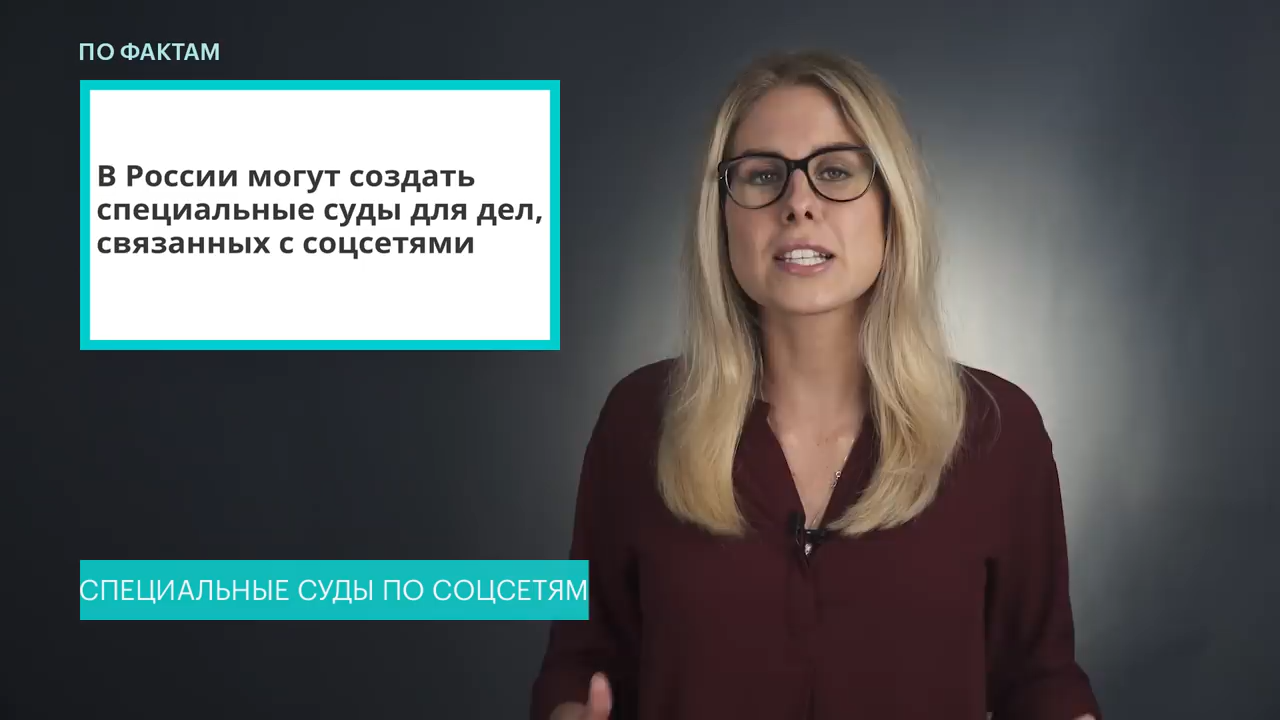 ПО ФАКТАМ
В России могут создать
специальные суды для дел,
связанных с соцсетями
СПЕЦИАЛЬНЫЕ СУДЫ ПО СОЦСЕТЯМ